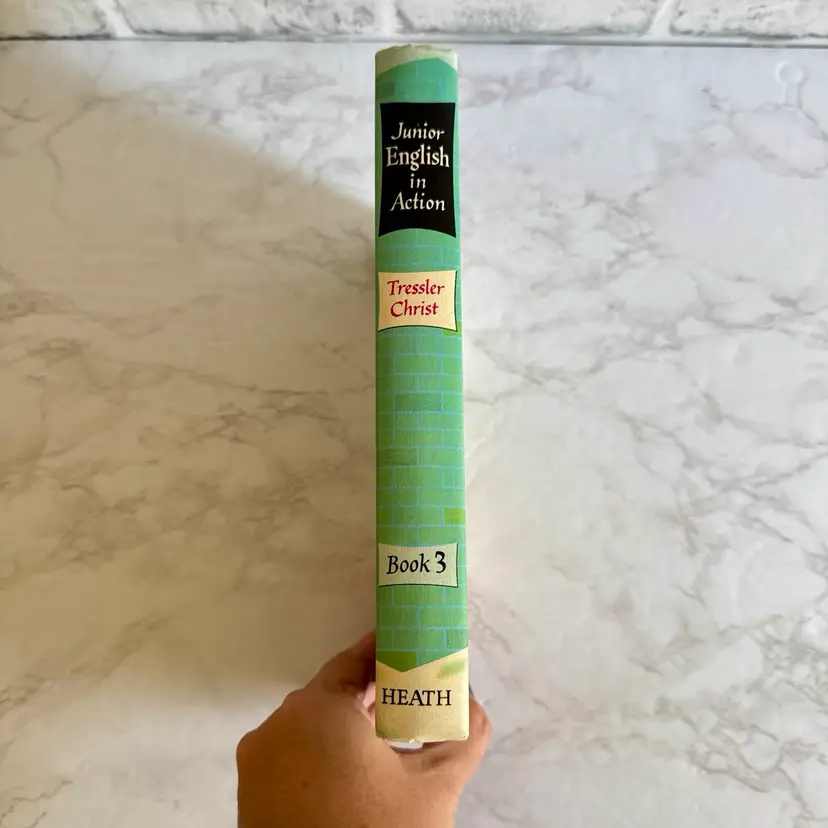 Junior
English
in
Action
Tressler
Christ
Book 3
HEATH